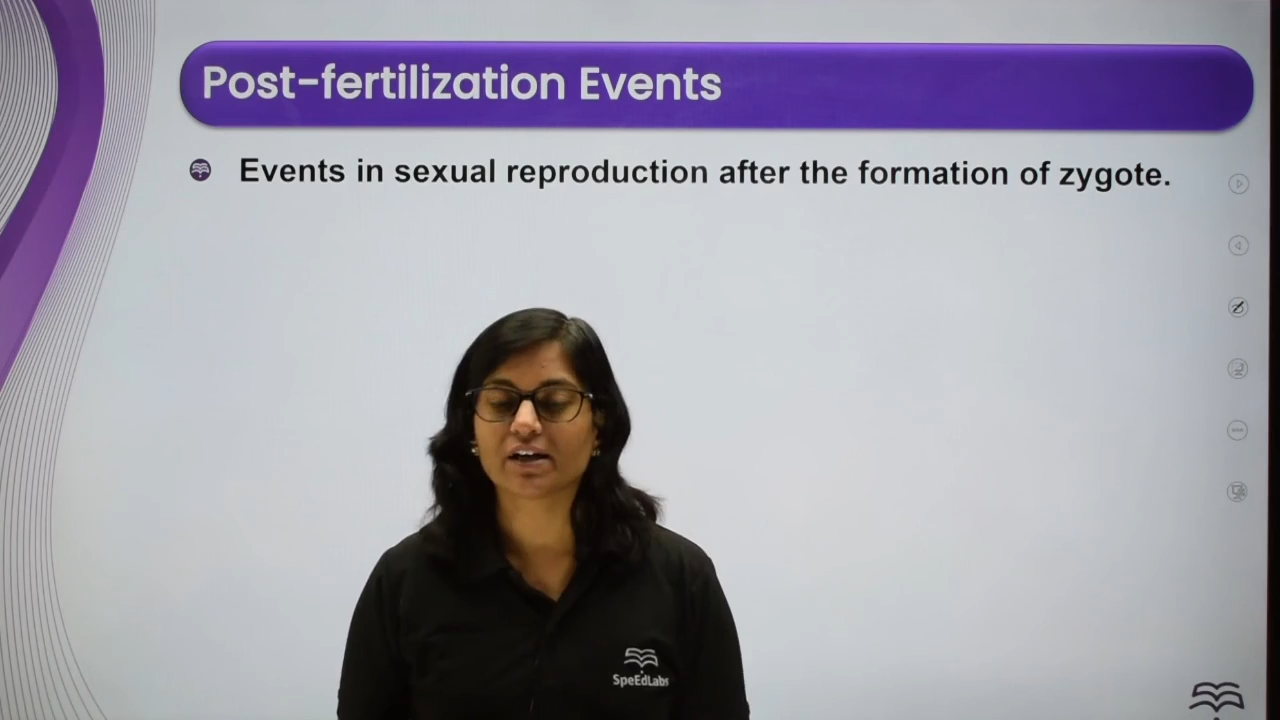 Post-fertilization Events
Events in sexual reproduction after the formation of zygote.
SpeEdLabs